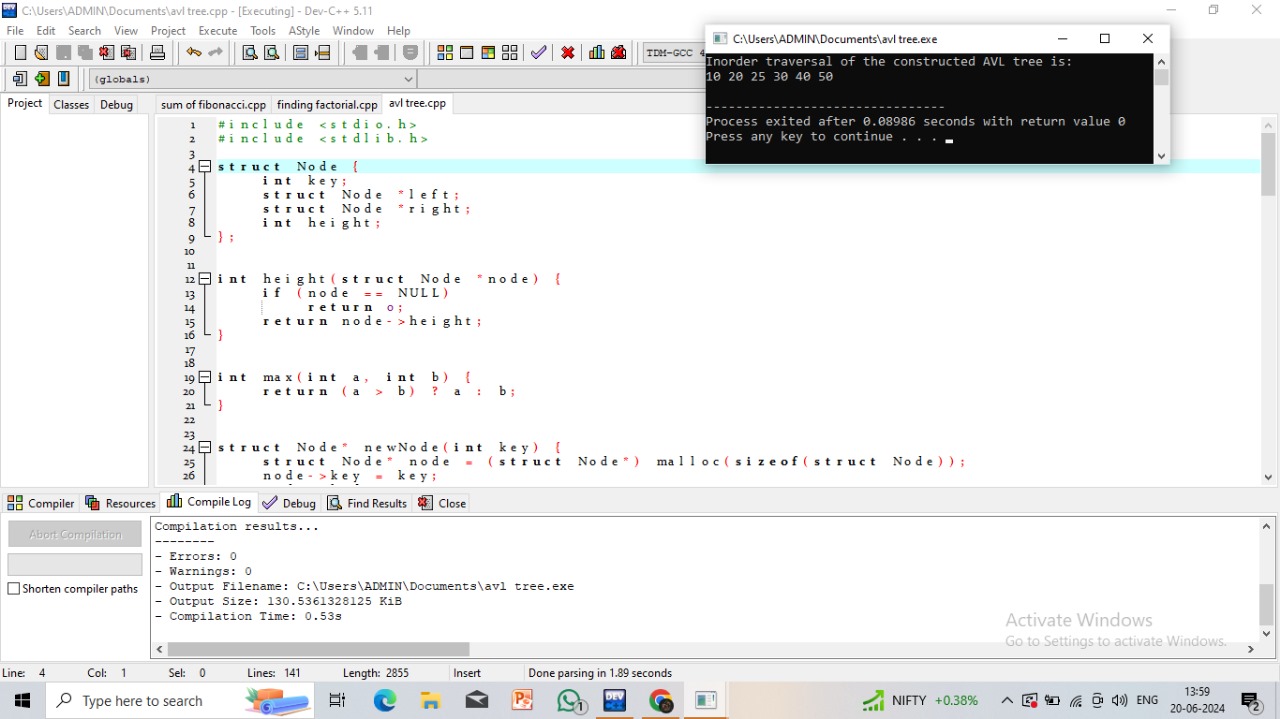 C:\Users\ADMIN\Documents\avl tree.cpp - [Executing] - Dev-C++ 5.11
File Edit Search View Project Execute Tools AStyle Window Help
TDM-GCC 4
(globals)
Project Classes Debug
sum of fibonacci.cpp finding factorial.cpp avl tree.cpp
1 #include <stdio.h>
2 #include <stdlib.h>
3
4 struct Node {
5 int key;
6 struct Node *left;
7 struct Node *right;
8 int height;
9 };
10
11
12 int height(struct Node *node) {
13 if (node == NULL)
14 return 0;
15 return node->height;
16 }
17
18
19 int max(int a, int b) {
20 return (a > b) ? a : b;
21 }
22
23
24 struct Node* newNode(int key) {
25 struct Node* node = (struct Node*) malloc(sizeof(struct Node));
26 node->key = key;
C:\Users\ADMIN\Documents\avl tree.exe
Inorder traversal of the constructed AVL tree is:
10 20 25 30 40 50
--------------------------------
Process exited after 0.08986 seconds with return value 0
Press any key to continue . . .
Compiler Resources Compile Log Debug Find Results Close
Abort Compilation
Shorten compiler paths
Compilation results...
--------
- Errors: 0
- Warnings: 0
- Output Filename: C:\Users\ADMIN\Documents\avl tree.exe
- Output Size: 130.5361328125 KiB
- Compilation Time: 0.53s
Activate Windows
Go to Settings to activate Windows.
Line: 4 Col: 1 Sel: 0 Lines: 141 Length: 2855 Insert Done parsing in 1.89 seconds
Type here to search
DEV
1
NIFTY +0.38%
ENG
13:59
20-06-2024
2